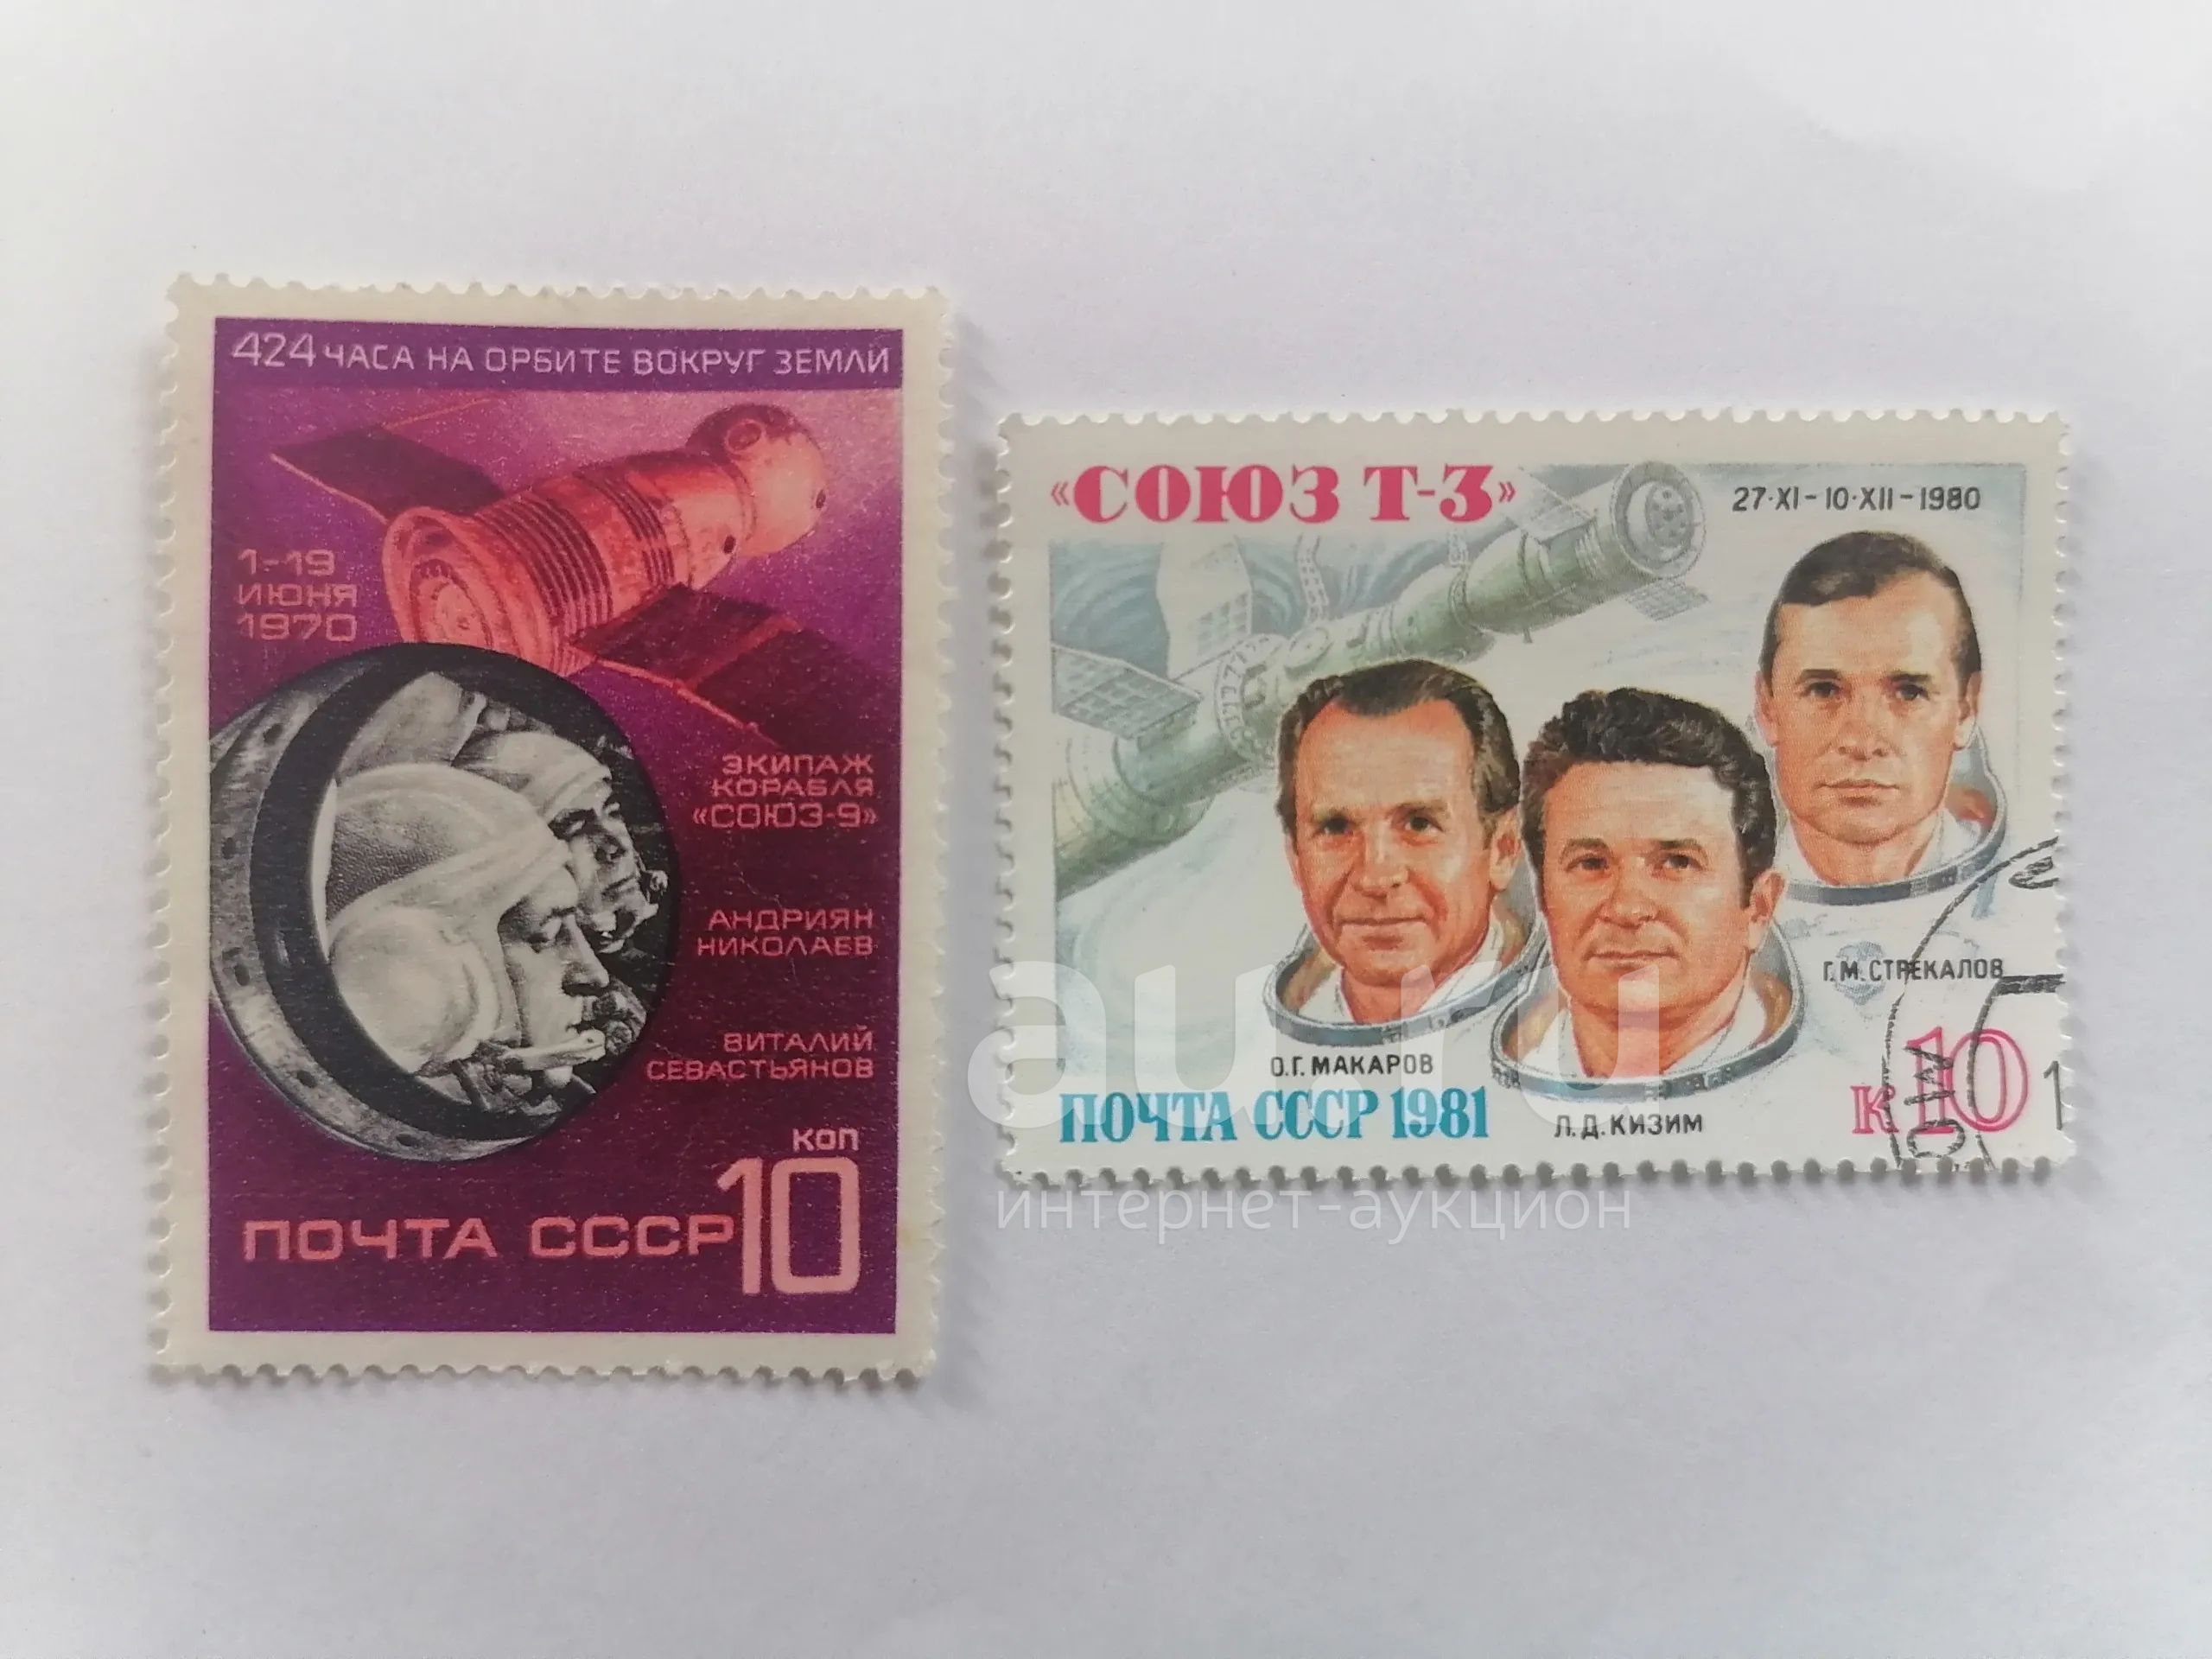 424 ЧАСА НА ОРБИТЕ ВОКРУГ ЗЕМЛИ
1-19
ИЮНЯ
1970
ЭКИПАЖ
КОРАБЛЯ
«СОЮЗ-9»
АНДРИЯН
НИКОЛАЕВ
ВИТАЛИЙ
СЕВАСТЬЯНОВ
КОП
10
ПОЧТА СССР
«СОЮЗ Т-3»
27·XI-10·XII-1980
Г.М.СТРЕКАЛОВ
О.Г.МАКАРОВ
Л.Д.КИЗИМ
ПОЧТА СССР 1981
к 10
au.ru
интернет-аукцион